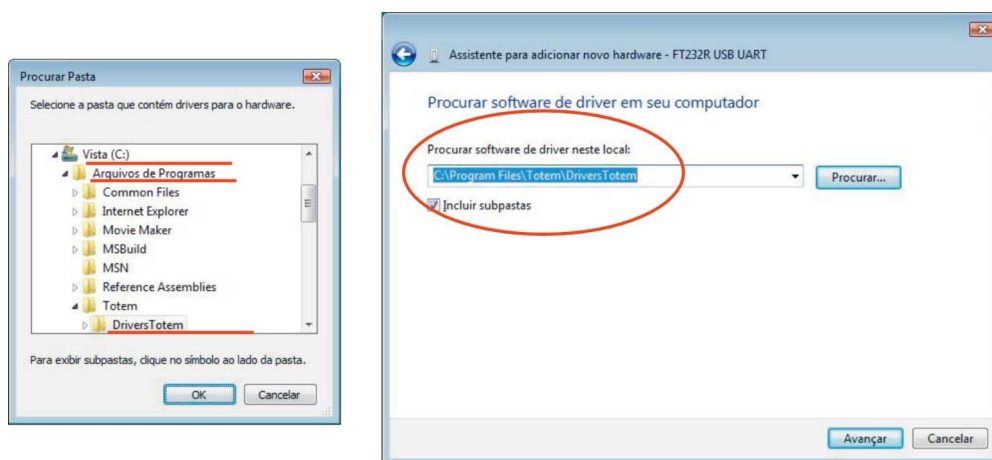 Procurar Pasta
Selecione a pasta que contém drivers para o hardware.
Vista (C:)
Arquivos de Programas
Common Files
Internet Explorer
Movie Maker
MSBuild
MSN
Reference Assemblies
Totem
DriversTotem
Para exibir subpastas, clique no símbolo ao lado da pasta.
OK
Cancelar
Assistente para adicionar novo hardware - FT232R USB UART
Procurar software de driver em seu computador
Procurar software de driver neste local:
C:\Program Files\Totem\DriversTotem
Procurar...
Incluir subpastas
Avançar
Cancelar